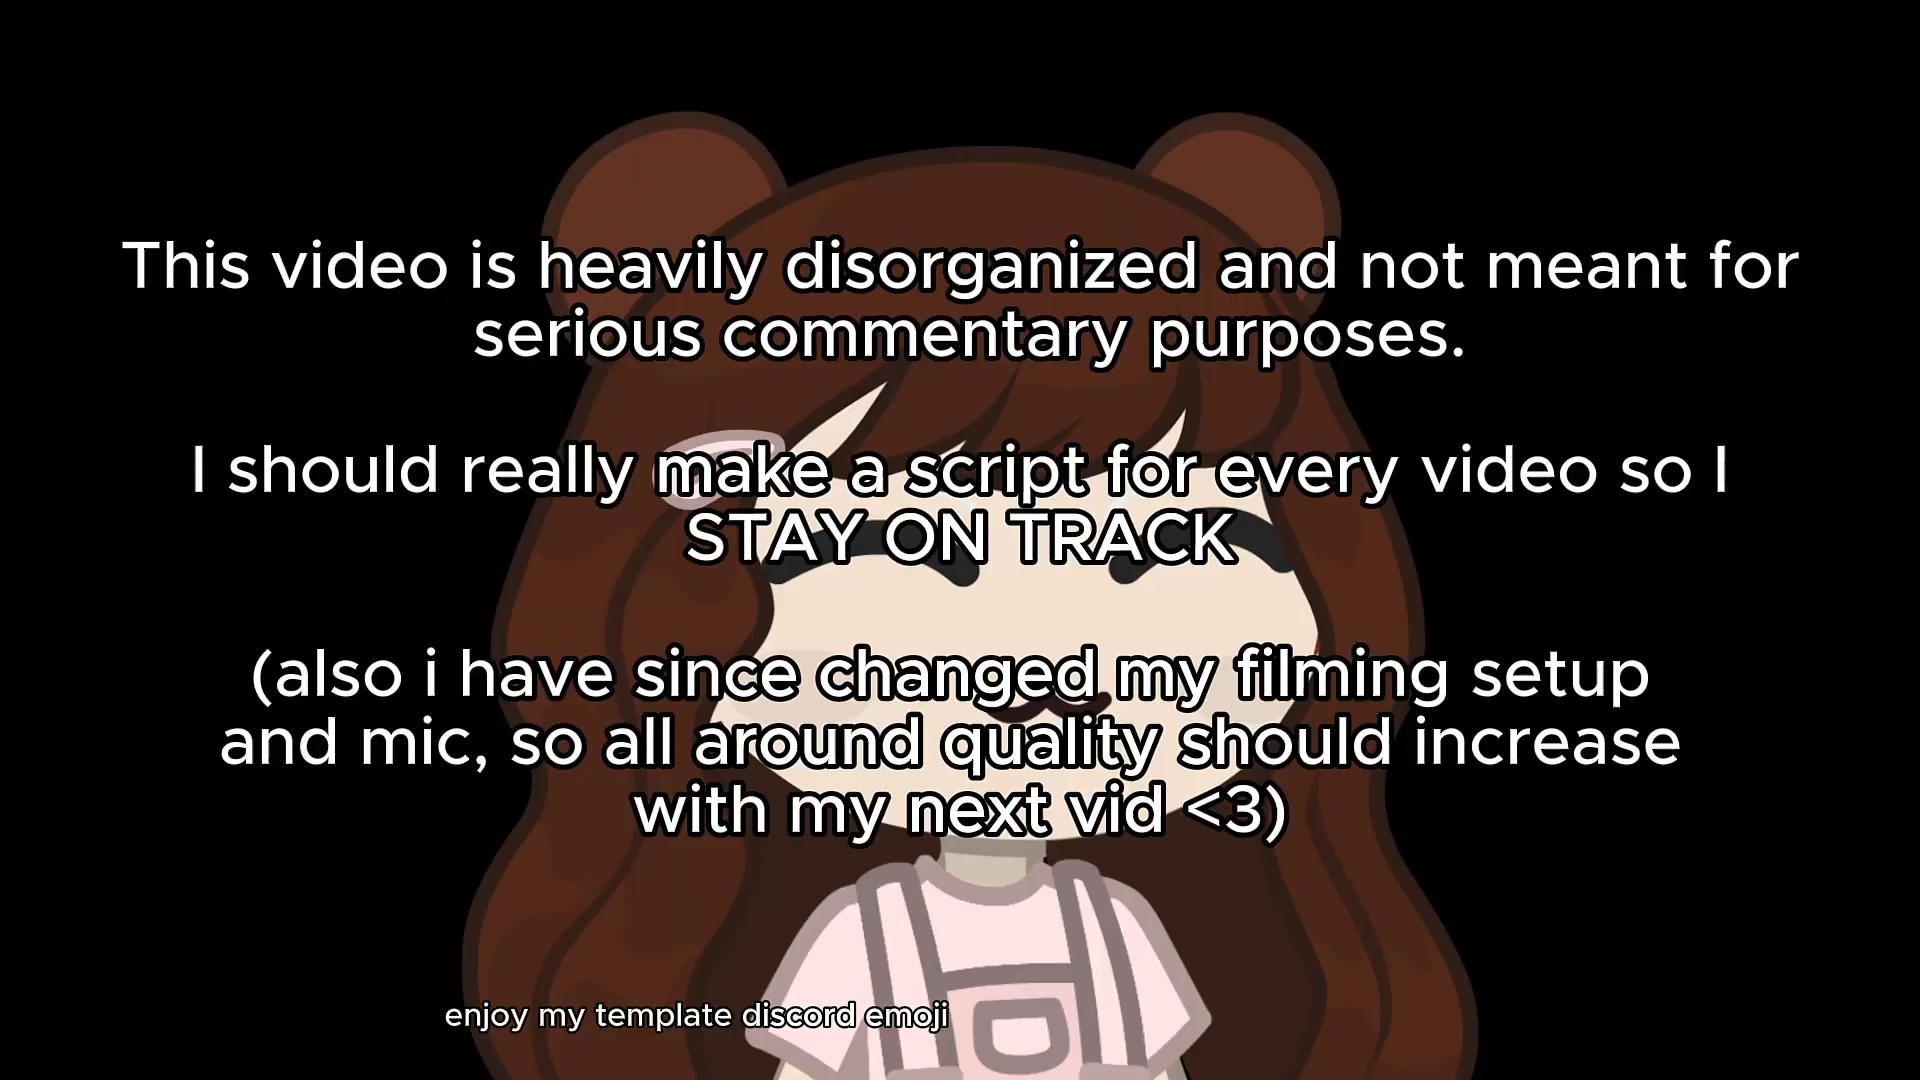 This video is heavily disorganized and not meant for
serious commentary purposes.
I should really make a script for every video so I
STAY ON TRACK
(also i have since changed my filming setup
and mic, so all around quality should increase
with my next vid <3)
enjoy my template discord emoji